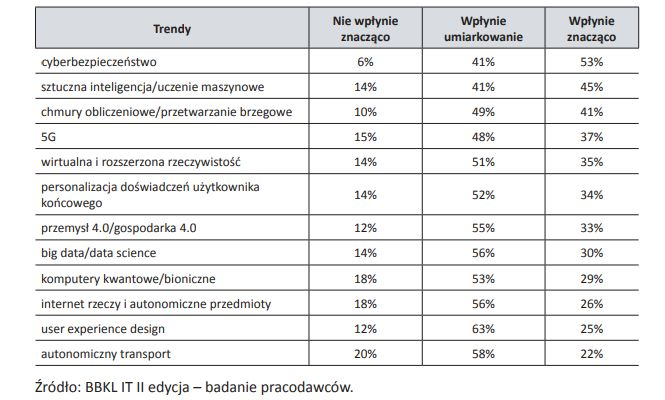 Trendy Nie wpłynie znacząco Wpłynie umiarkowanie Wpłynie znacząco
cyberbezpieczeństwo 6% 41% 53%
sztuczna inteligencja/uczenie maszynowe 14% 41% 45%
chmury obliczeniowe/przetwarzanie brzegowe 10% 49% 41%
5G 15% 48% 37%
wirtualna i rozszerzona rzeczywistość 14% 51% 35%
personalizacja doświadczeń użytkownika
końcowego 14% 52% 34%
przemysł 4.0/gospodarka 4.0 12% 55% 33%
big data/data science 14% 56% 30%
komputery kwantowe/bioniczne 18% 53% 29%
internet rzeczy i autonomiczne przedmioty 18% 56% 26%
user experience design 12% 63% 25%
autonomiczny transport 20% 58% 22%
Źródło: BBKL IT II edycja – badanie pracodawców.